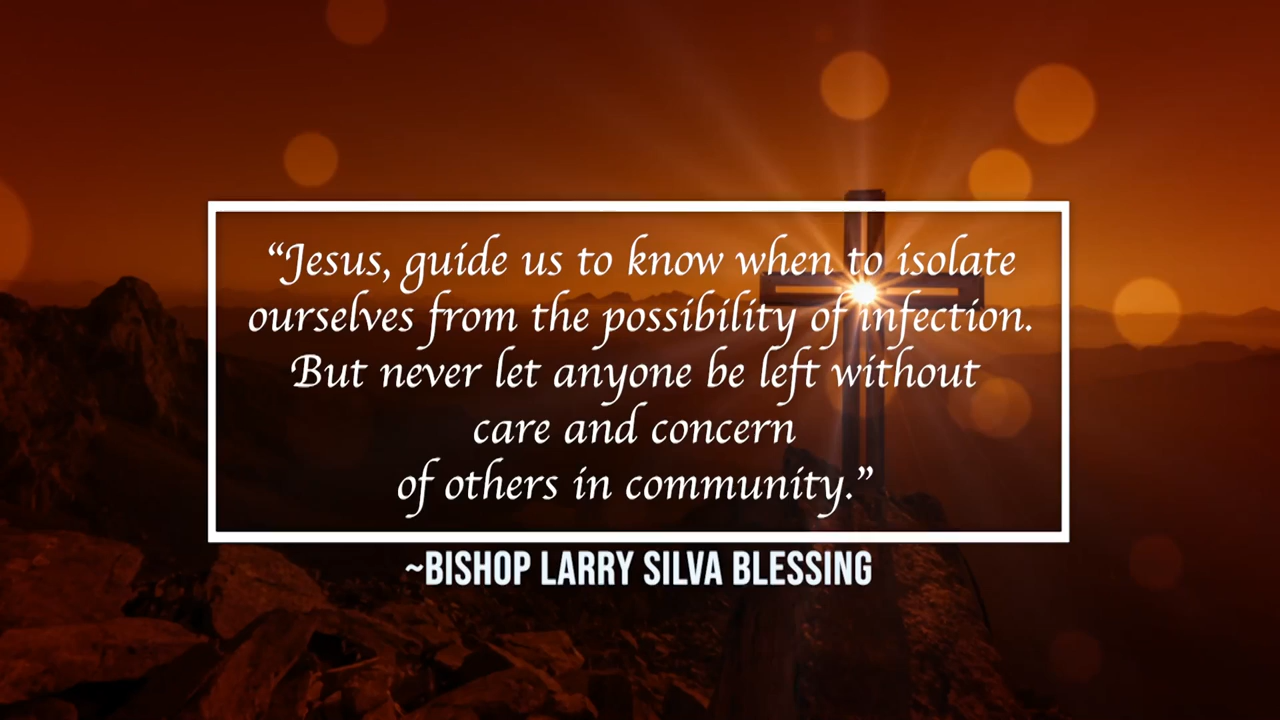 “Jesus, guide us to know when to isolate
ourselves from the possibility of infection.
But never let anyone be left without
care and concern
of others in community.”
~BISHOP LARRY SILVA BLESSING